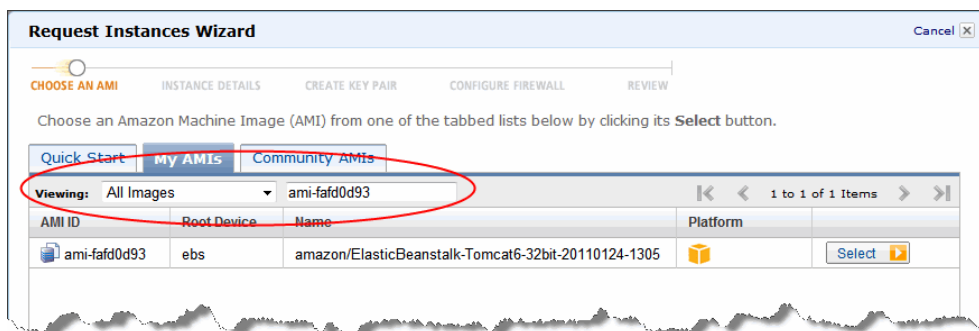 Request Instances Wizard Cancel
CHOOSE AN AMI INSTANCE DETAILS CREATE KEY PAIR CONFIGURE FIREWALL REVIEW
Choose an Amazon Machine Image (AMI) from one of the tabbed lists below by clicking its Select button.
Quick Start My AMIs Community AMIs
Viewing: All Images ami-fafd0d93 1 to 1 of 1 Items
AMI ID Root Device Name Platform
ami-fafd0d93 ebs amazon/ElasticBeanstalk-Tomcat6-32bit-20110124-1305 Select